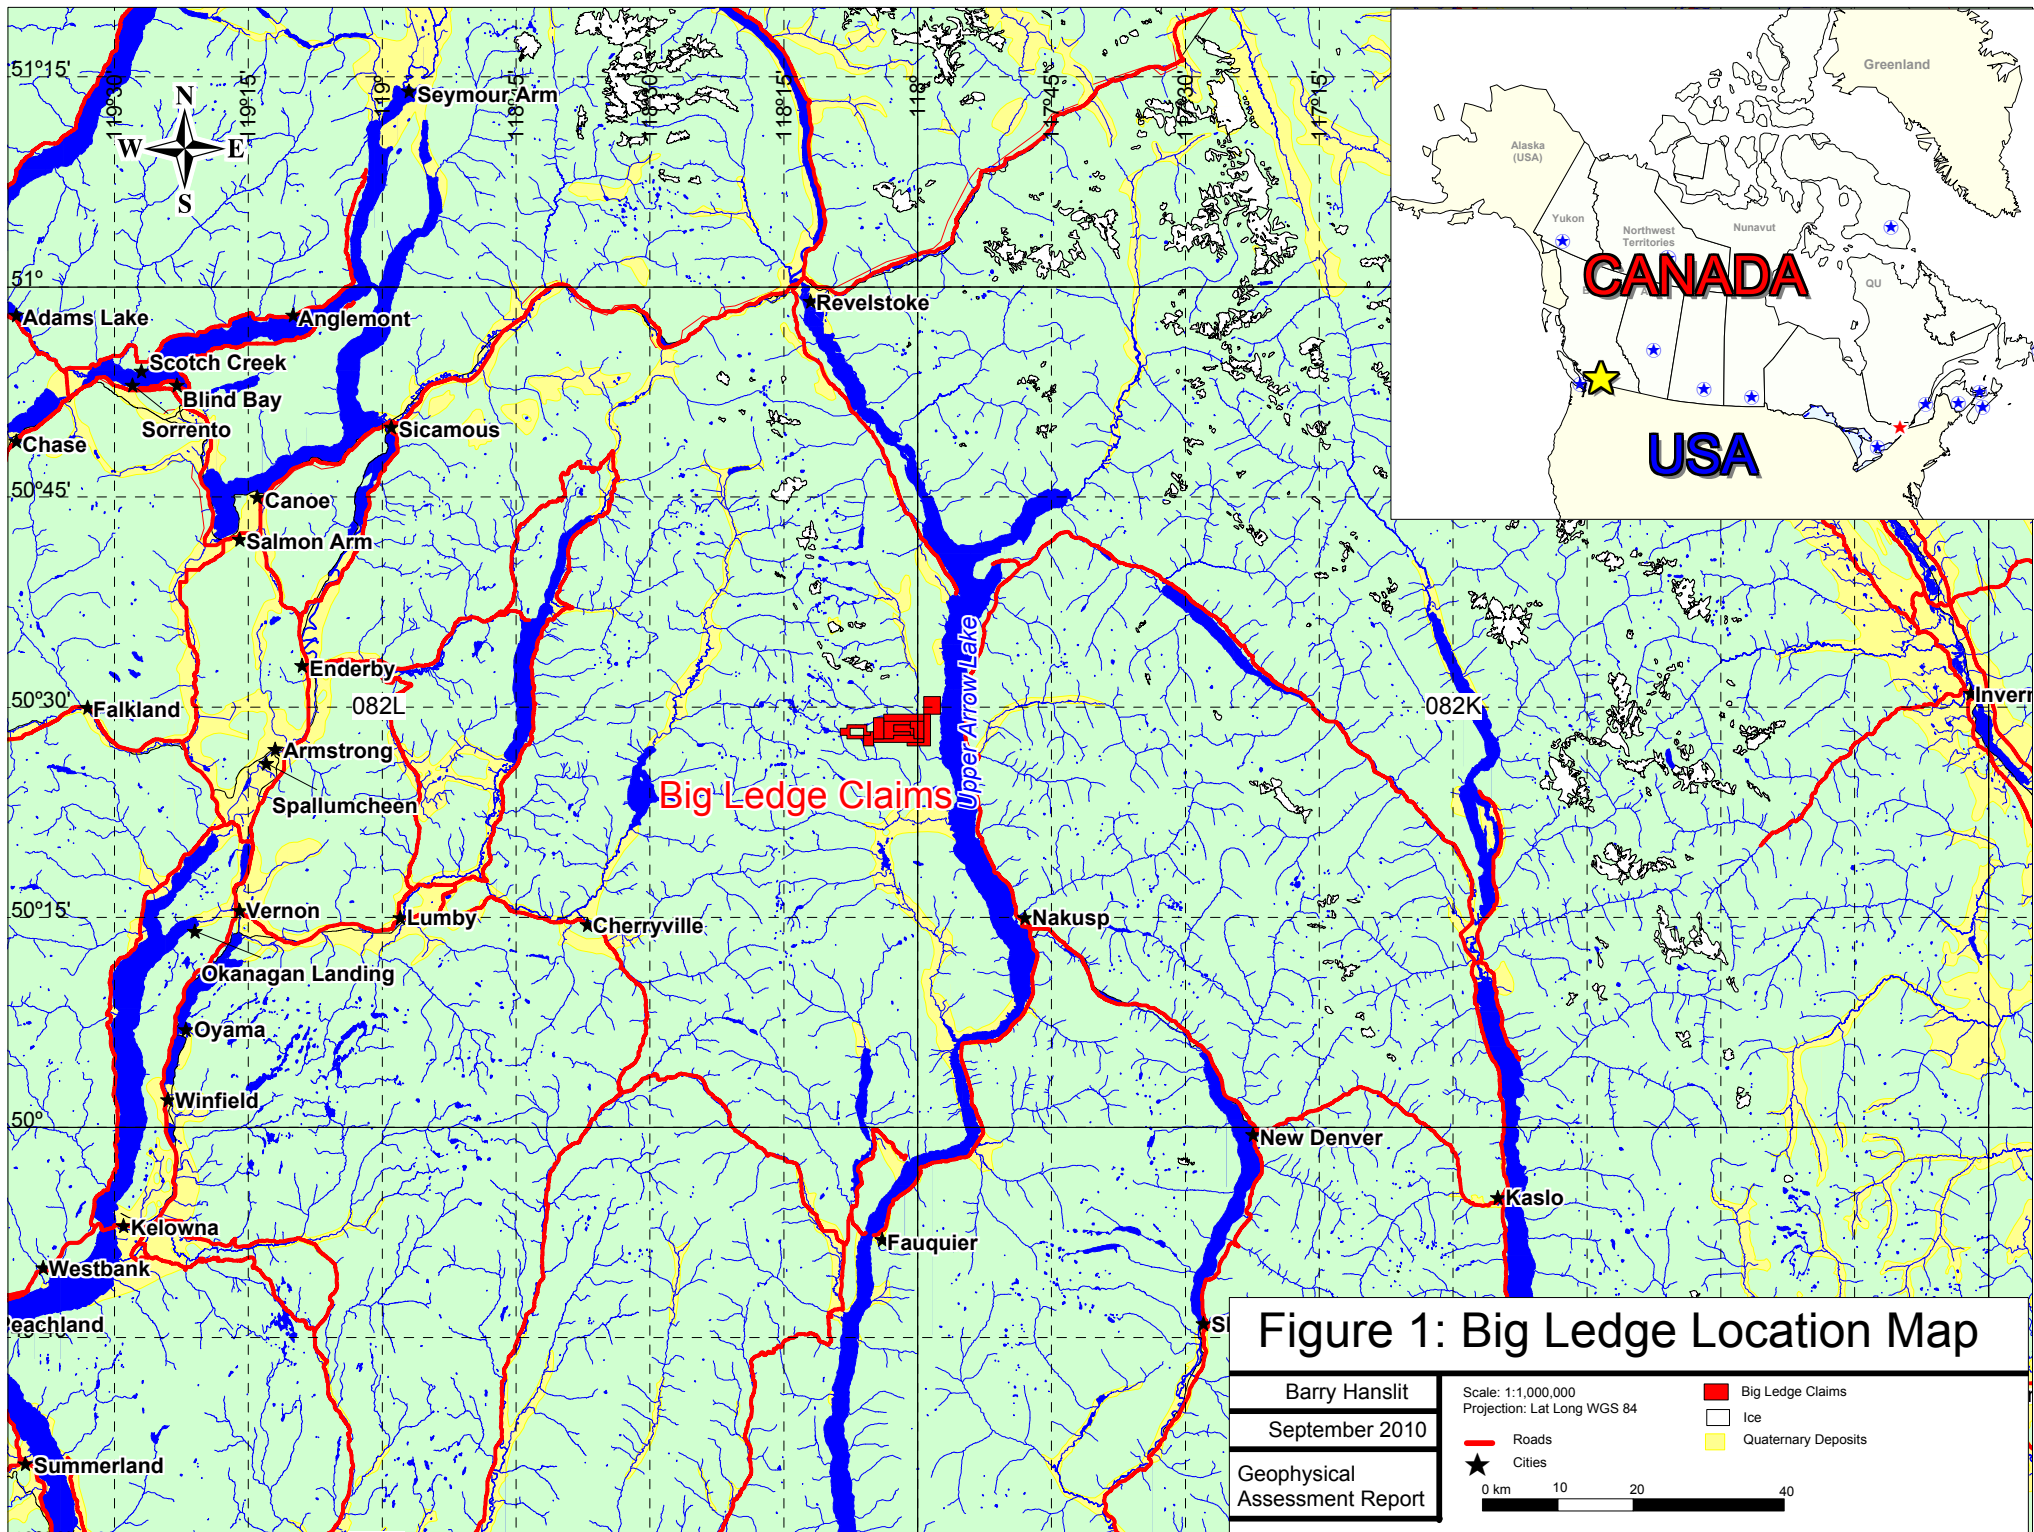 51°15'
119°30'
119°15'
119°
118°45'
118°30'
118°15'
118°
117°45'
117°30'
117°15'
N
W
E
S
Seymour Arm
Greenland
Alaska
(USA)
Yukon
Northwest
Territories
Nunavut
QU
CANADA
USA
51°
Revelstoke
Adams Lake
Anglemont
Scotch Creek
Blind Bay
Sorrento
Sicamous
Chase
50°45'
Canoe
Salmon Arm
Enderby
50°30'
Falkland
082L
082K
Inverm
Armstrong
Spallumcheen
Big Ledge Claims
Upper Arrow Lake
50°15'
Vernon
Lumby
Cherryville
Nakusp
Okanagan Landing
Oyama
Winfield
50°
New Denver
Kaslo
Kelowna
Fauquier
Westbank
eachland
Sl
Summerland
Figure 1: Big Ledge Location Map
Barry Hanslit
September 2010
Geophysical
Assessment Report
Scale: 1:1,000,000
Projection: Lat Long WGS 84
Roads
Cities
Big Ledge Claims
Ice
Quaternary Deposits
0 km 10 20 40